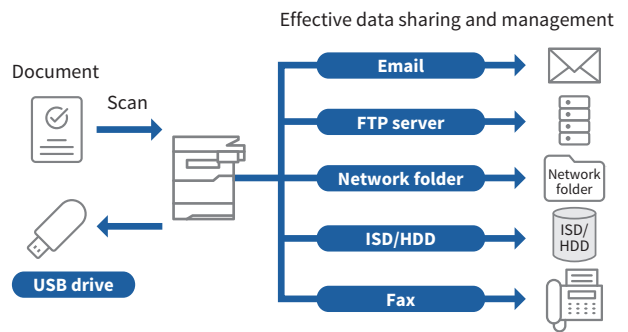 Effective data sharing and management
Document
Scan
Email
FTP server
Network folder
Network
folder
ISD/HDD
ISD/
HDD
USB drive
Fax